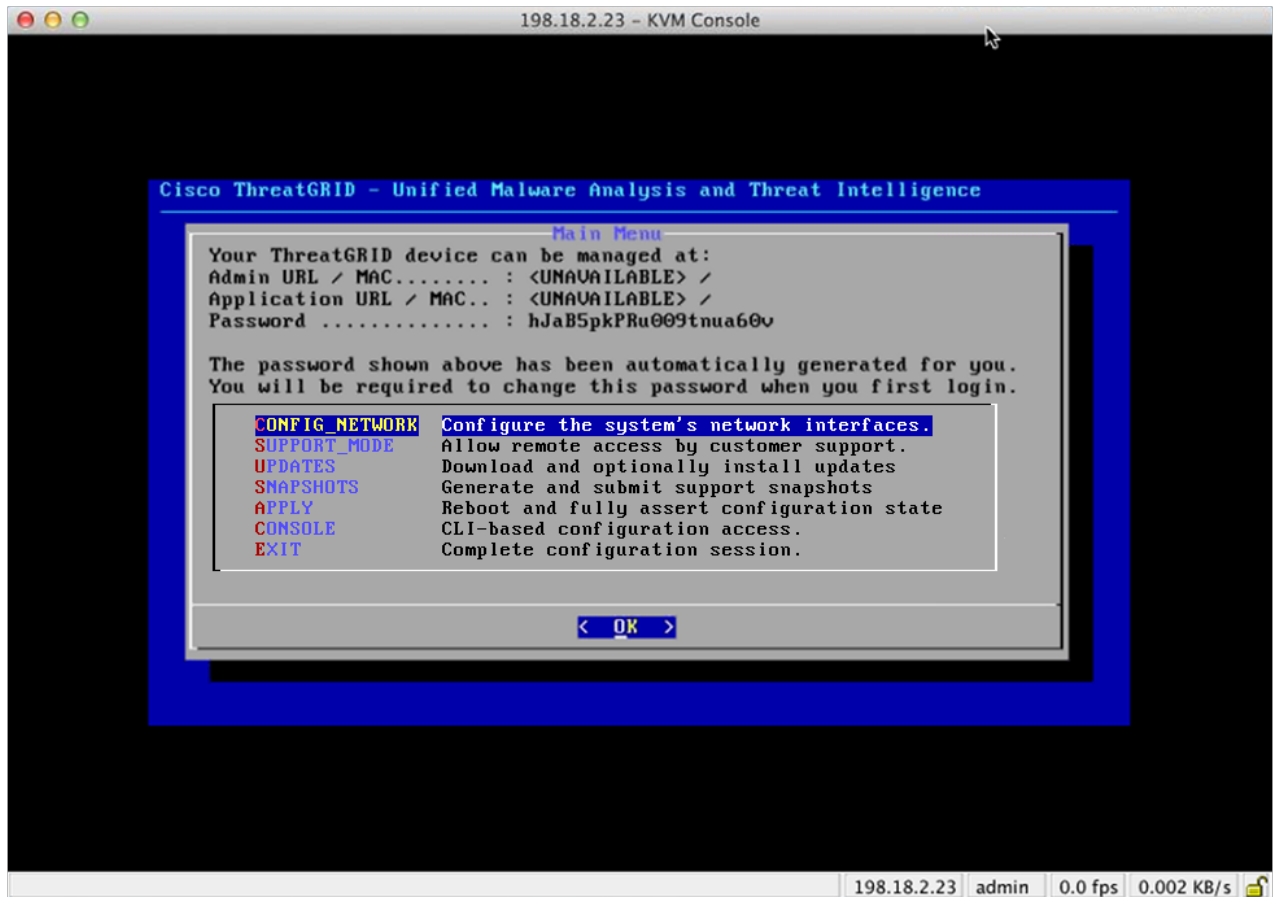 198.18.2.23 – KVM Console
Cisco ThreatGRID - Unified Malware Analysis and Threat Intelligence
Main Menu
Your ThreatGRID device can be managed at:
Admin URL / MAC........ : <UNAVAILABLE> /
Application URL / MAC.. : <UNAVAILABLE> /
Password .............. : hJaB5pkPRu009tnua60v
The password shown above has been automatically generated for you.
You will be required to change this password when you first login.
CONFIG_NETWORK Configure the system's network interfaces.
SUPPORT_MODE Allow remote access by customer support.
UPDATES Download and optionally install updates
SNAPSHOTS Generate and submit support snapshots
APPLY Reboot and fully assert configuration state
CONSOLE CLI-based configuration access.
EXIT Complete configuration session.
< OK >
198.18.2.23 admin 0.0 fps 0.002 KB/s